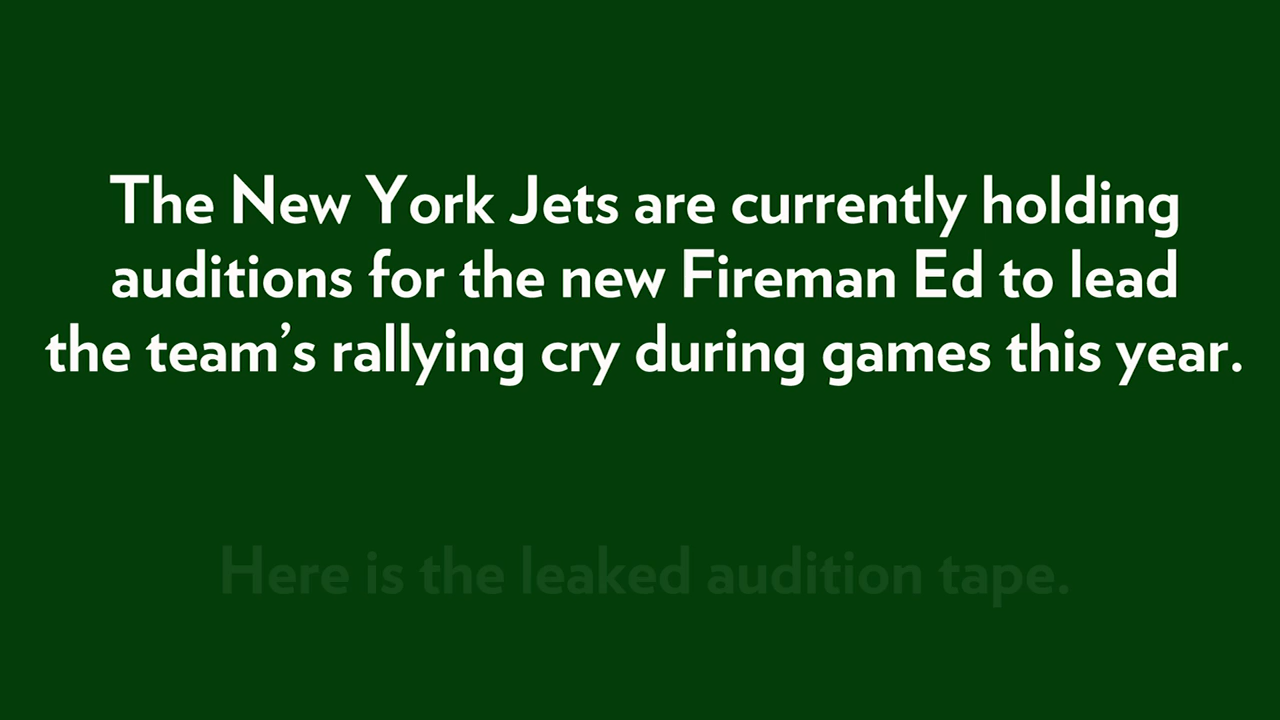 The New York Jets are currently holding
auditions for the new Fireman Ed to lead
the team’s rallying cry during games this year.
Here is the leaked audition tape.